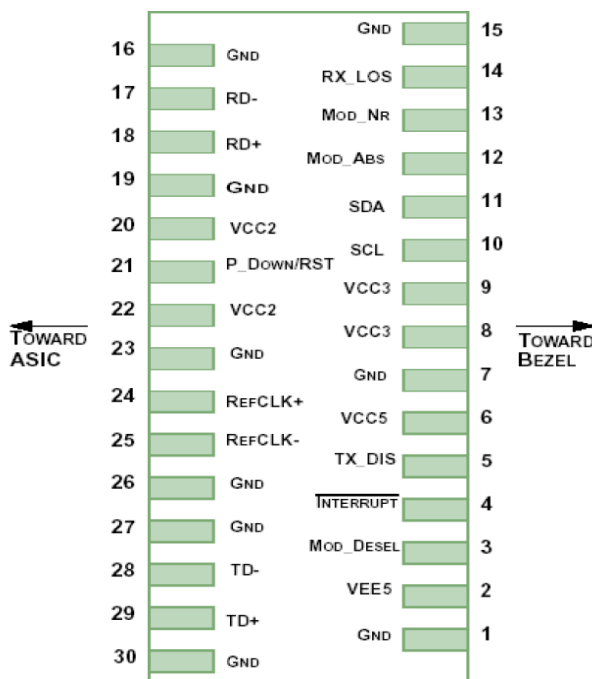 GND 15
16 GND
RX_LOS 14
17 RD-
MOD_NR 13
18 RD+
MOD_ABS 12
19 GND
SDA 11
20 VCC2
SCL 10
21 P_DOWN/RST
VCC3 9
22 VCC2
VCC3 8
TOWARD ASIC
TOWARD BEZEL
23 GND
GND 7
24 REFCLK+
VCC5 6
25 REFCLK-
TX_DIS 5
26 GND
INTERRUPT 4
27 GND
MOD_DESEL 3
28 TD-
VEE5 2
29 TD+
GND 1
30 GND